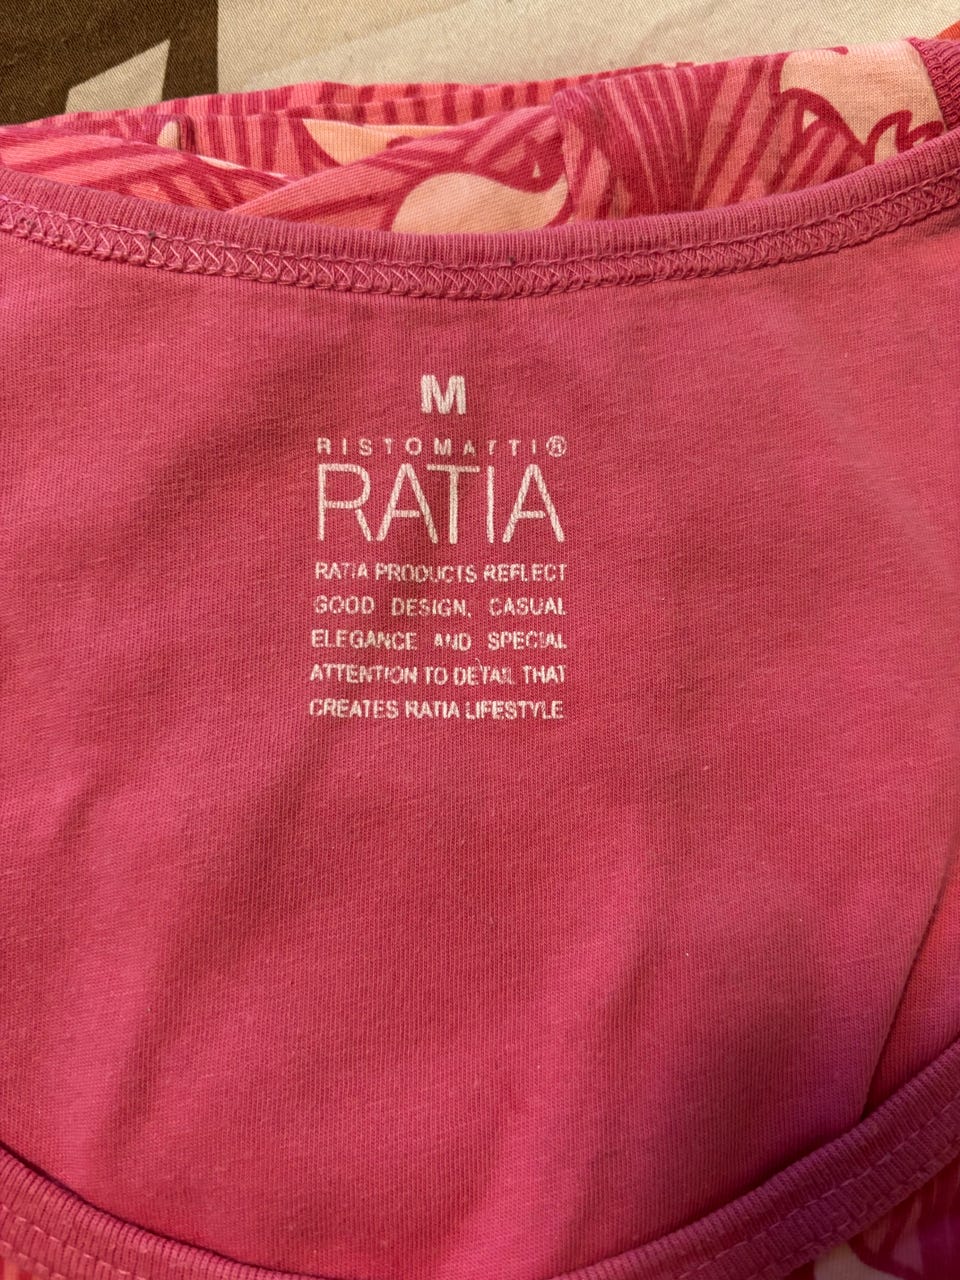 M
RISTOMATTI®
RATIA
RATIA PRODUCTS REFLECT
GOOD DESIGN, CASUAL
ELEGANCE AND SPECIAL
ATTENTION TO DETAIL THAT
CREATES RATIA LIFESTYLE